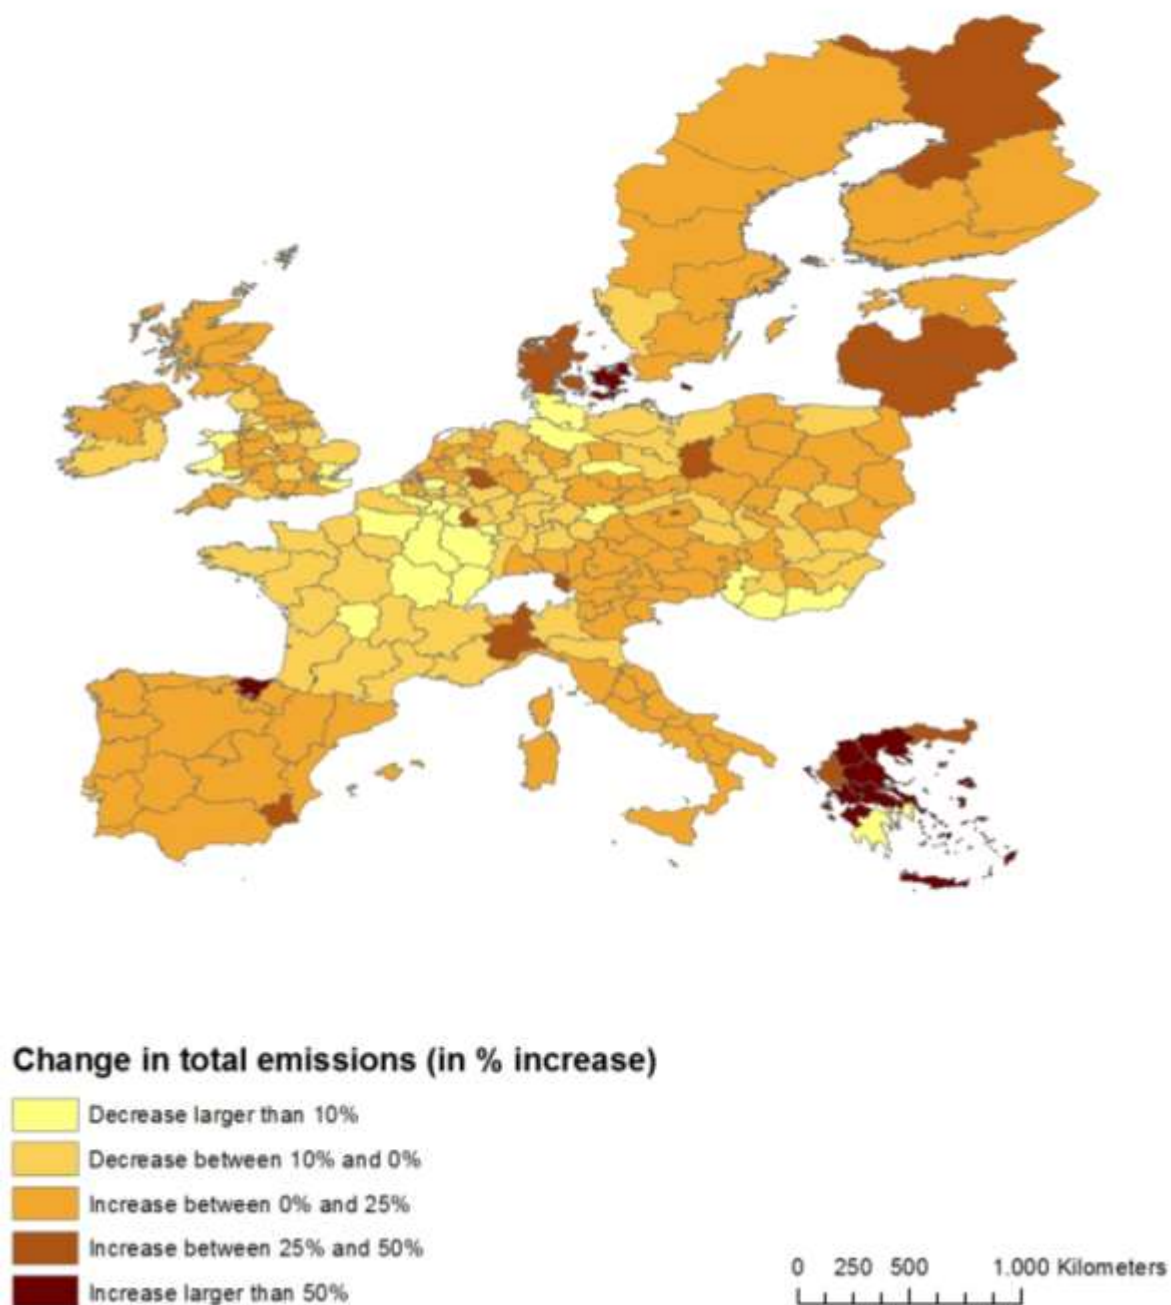 Change in total emissions (in % increase)
Decrease larger than 10%
Decrease between 10% and 0%
Increase between 0% and 25%
Increase between 25% and 50%
Increase larger than 50%
0 250 500 1.000 Kilometers